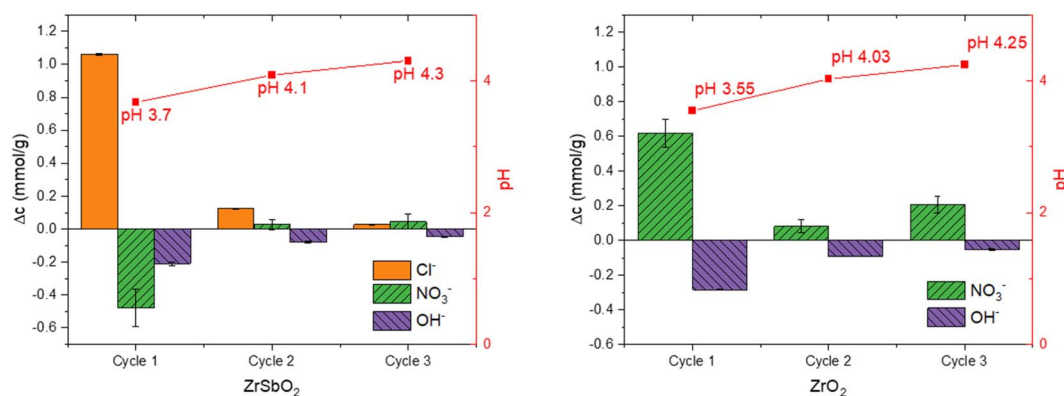 1.2
1.0
0.8
0.6
0.4
0.2
0.0
-0.2
-0.4
-0.6
Δc (mmol/g)
pH 3.7
pH 4.1
pH 4.3
Cl⁻
NO₃⁻
OH⁻
4
2
0
pH
Cycle 1
Cycle 2
Cycle 3
ZrSbO₂
1.2
1.0
0.8
0.6
0.4
0.2
0.0
-0.2
-0.4
-0.6
Δc (mmol/g)
pH 3.55
pH 4.03
pH 4.25
NO₃⁻
OH⁻
4
2
0
pH
Cycle 1
Cycle 2
Cycle 3
ZrO₂